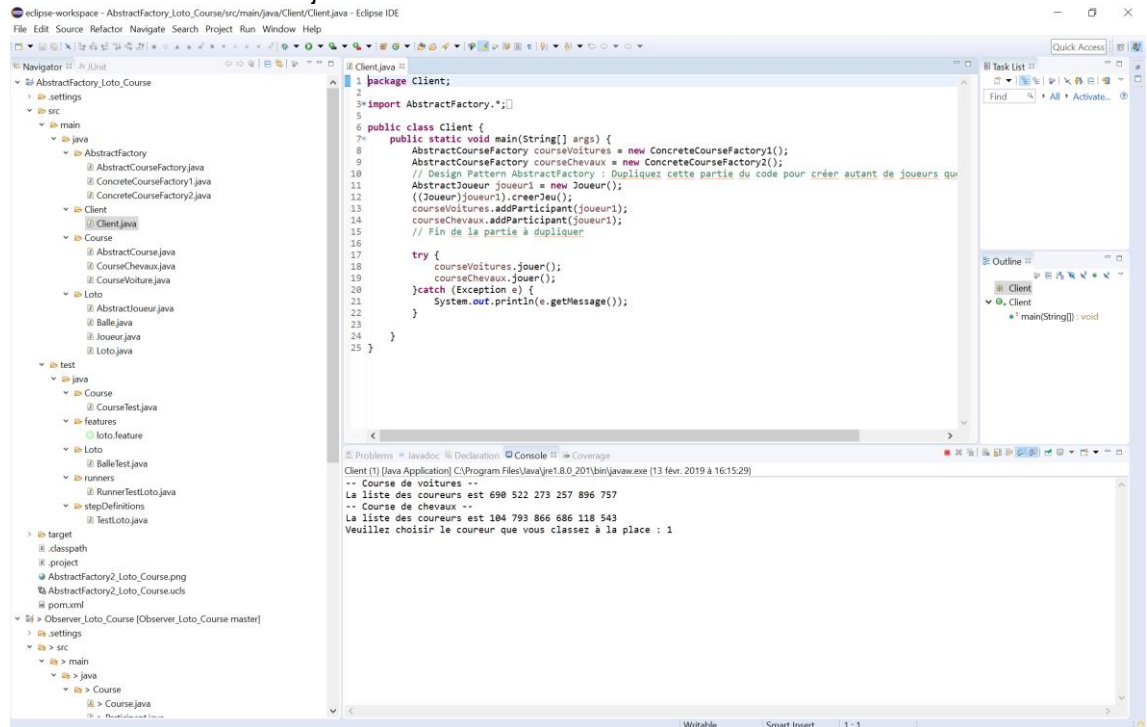 eclipse-workspace - AbstractFactory_Loto_Course/src/main/java/Client/Client.java - Eclipse IDE
File Edit Source Refactor Navigate Search Project Run Window Help
Quick Access
Navigator
JUnit
AbstractFactory_Loto_Course
.settings
src
main
java
AbstractFactory
AbstractCourseFactory.java
ConcreteCourseFactory1.java
ConcreteCourseFactory2.java
Client
Client.java
Course
AbstractCourse.java
CourseChevaux.java
CourseVoiture.java
Loto
AbstractJoueur.java
Balle.java
Joueur.java
Loto.java
test
java
Course
CourseTest.java
features
loto.feature
Loto
BalleTest.java
runners
RunnerTestLoto.java
stepDefinitions
TestLoto.java
target
.classpath
.project
AbstractFactory2_Loto_Course.png
AbstractFactory2_Loto_Course.ucls
pom.xml
> Observer_Loto_Course [Observer_Loto_Course master]
.settings
> src
> main
> java
> Course
> Course.java
Client.java
1 package Client;
2
3 import AbstractFactory.*;
5
6 public class Client {
7 public static void main(String[] args) {
8 AbstractCourseFactory courseVoitures = new ConcreteCourseFactory1();
9 AbstractCourseFactory courseChevaux = new ConcreteCourseFactory2();
10 // Design Pattern AbstractFactory : Dupliquez cette partie du code pour créer autant de joueurs que
11 AbstractJoueur joueur1 = new Joueur();
12 ((Joueur)joueur1).creerJeu();
13 courseVoitures.addParticipant(joueur1);
14 courseChevaux.addParticipant(joueur1);
15 // Fin de la partie à dupliquer
16
17 try {
18 courseVoitures.jouer();
19 courseChevaux.jouer();
20 }catch (Exception e) {
21 System.out.println(e.getMessage());
22 }
23
24 }
25 }
Task List
Find All Activate...
Outline
Client
Client
main(String[]) : void
Problems Javadoc Declaration Console Coverage
Client (1) [Java Application] C:\Program Files\Java\jre1.8.0_201\bin\javaw.exe (13 févr. 2019 à 16:15:29)
-- Course de voitures --
La liste des coureurs est 690 522 273 257 896 757
-- Course de chevaux --
La liste des coureurs est 104 793 866 686 118 543
Veuillez choisir le coureur que vous classez à la place : 1
Writable Smart Insert 1 : 1